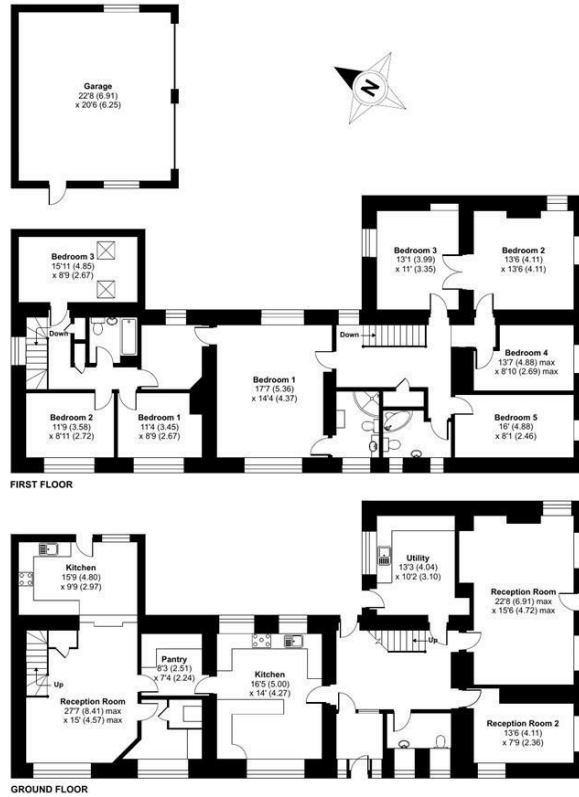 Garage
22'8 (6.91)
x 20'6 (6.25)
N
Bedroom 3
15'11 (4.85)
x 8'9 (2.67)
Bedroom 3
13'1 (3.99)
x 11' (3.35)
Bedroom 2
13'6 (4.11)
x 13'6 (4.11)
Down
Bedroom 1
17'7 (5.36)
x 14'4 (4.37)
Down
Bedroom 4
13'7 (4.88) max
x 8'10 (2.69) max
Bedroom 2
11'9 (3.58)
x 8'11 (2.72)
Bedroom 1
11'4 (3.45)
x 8'9 (2.67)
Bedroom 5
16' (4.88)
x 8'1 (2.46)
FIRST FLOOR
Kitchen
15'9 (4.80)
x 9'9 (2.97)
Utility
13'3 (4.04)
x 10'2 (3.10)
Reception Room
22'8 (6.91) max
x 15'6 (4.72) max
Up
Pantry
8'3 (2.51)
x 7'4 (2.24)
Kitchen
16'5 (5.00)
x 14' (4.27)
Up
Reception Room
27'7 (8.41) max
x 15' (4.57) max
Reception Room 2
13'6 (4.11)
x 7'9 (2.36)
GROUND FLOOR